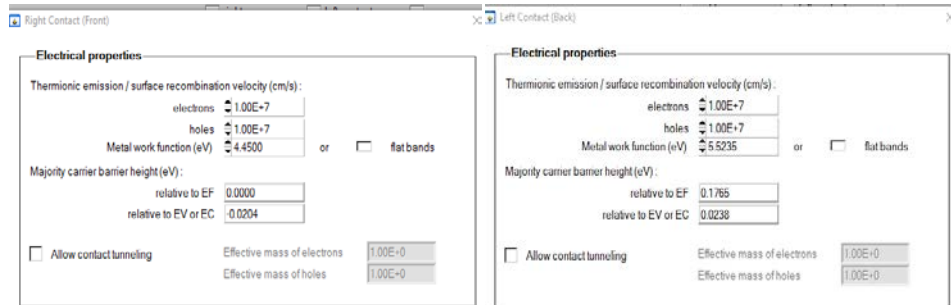 Right Contact (Front)
Electrical properties
Thermionic emission / surface recombination velocity (cm/s) :
electrons 1.00E+7
holes 1.00E+7
Metal work function (eV) 4.4500 or flat bands
Majority carrier barrier height (eV) :
relative to EF 0.0000
relative to EV or EC -0.0204
Allow contact tunneling Effective mass of electrons 1.00E+0
Effective mass of holes 1.00E+0
Left Contact (Back)
Electrical properties
Thermionic emission / surface recombination velocity (cm/s) :
electrons 1.00E+7
holes 1.00E+7
Metal work function (eV) 5.5235 or flat bands
Majority carrier barrier height (eV) :
relative to EF 0.1765
relative to EV or EC 0.0238
Allow contact tunneling Effective mass of electrons 1.00E+0
Effective mass of holes 1.00E+0